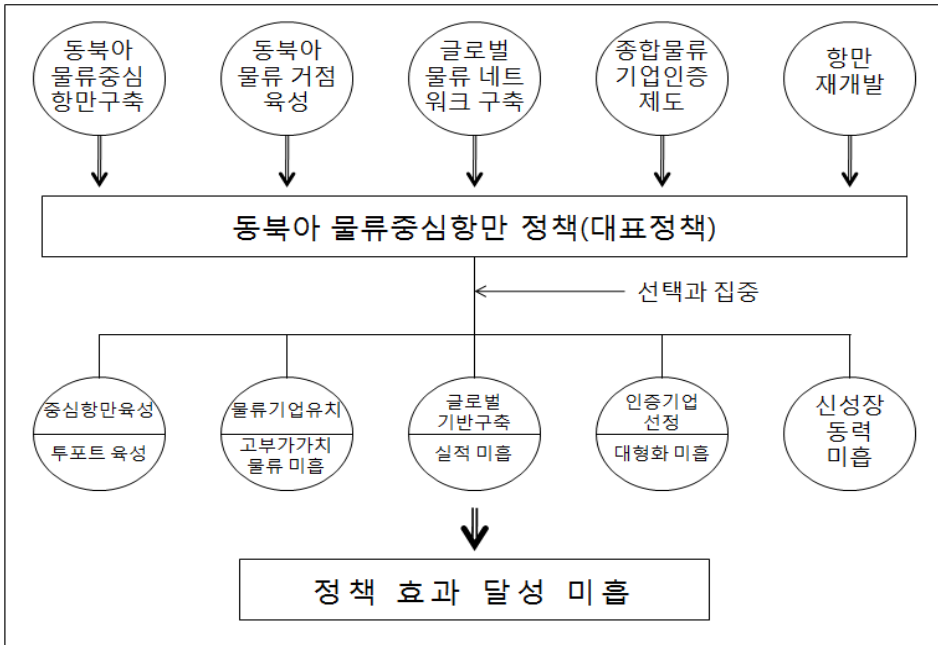 동북아
물류중심
항만구축
동북아
물류 거점
육성
글로벌
물류 네트
워크 구축
종합물류
기업인증
제도
항만
재개발
동북아 물류중심항만 정책(대표정책)
선택과 집중
중심항만육성
투포트 육성
물류기업유치
고부가가치
물류 미흡
글로벌
기반구축
실적 미흡
인증기업
선정
대형화 미흡
신성장
동력
미흡
정책 효과 달성 미흡